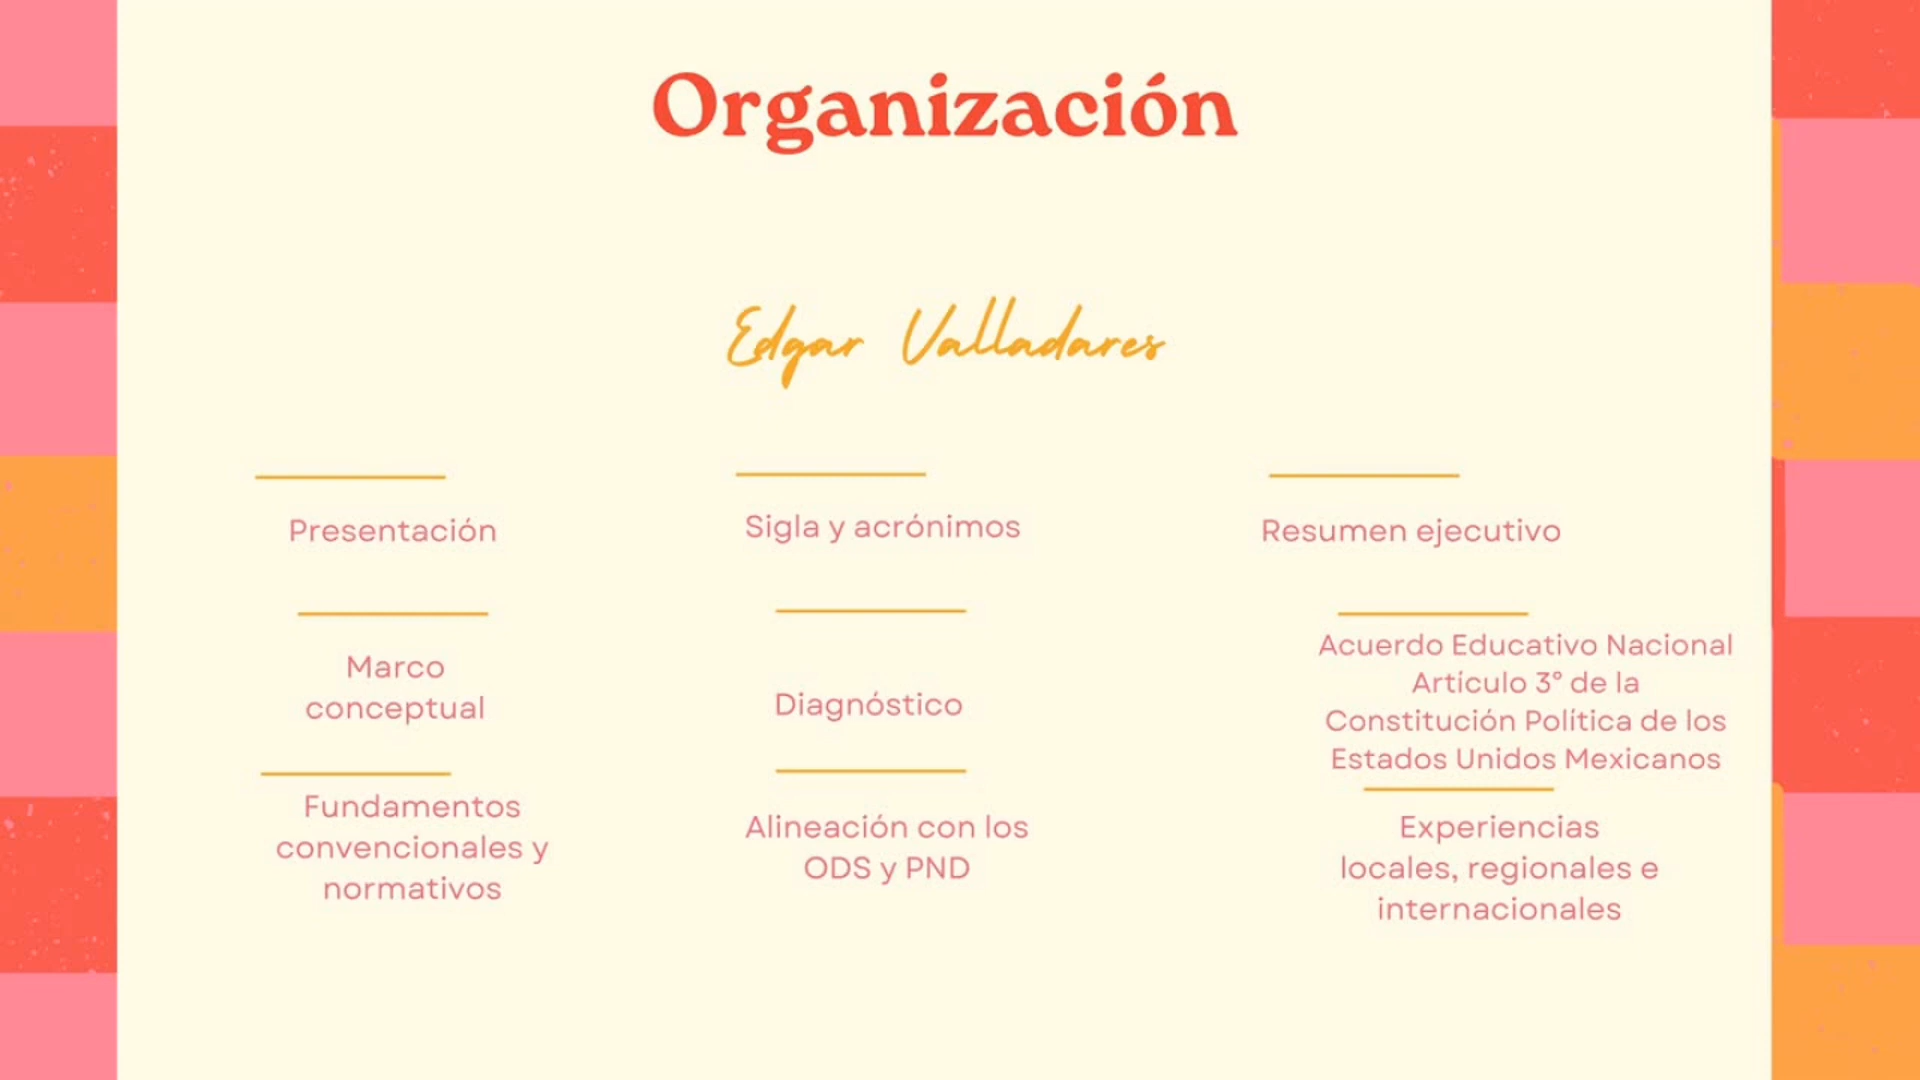 Organización
Edgar Valladares
Presentación
Sigla y acrónimos
Resumen ejecutivo
Marco
conceptual
Diagnóstico
Acuerdo Educativo Nacional
Artículo 3° de la
Constitución Política de los
Estados Unidos Mexicanos
Fundamentos
convencionales y
normativos
Alineación con los
ODS y PND
Experiencias
locales, regionales e
internacionales